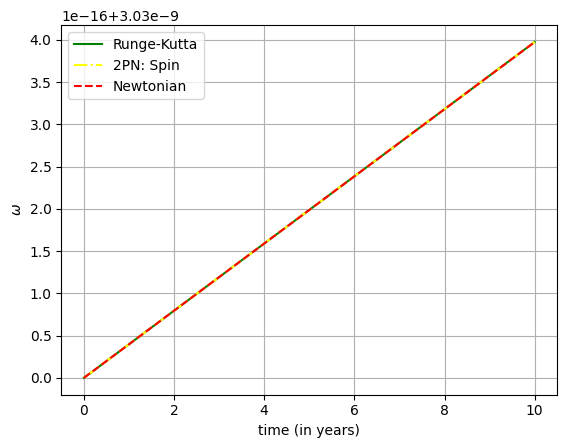 1e−16+3.03e−9
4.0
3.5
3.0
2.5
2.0
1.5
1.0
0.5
0.0
ω
Runge-Kutta
2PN: Spin
Newtonian
0 2 4 6 8 10
time (in years)